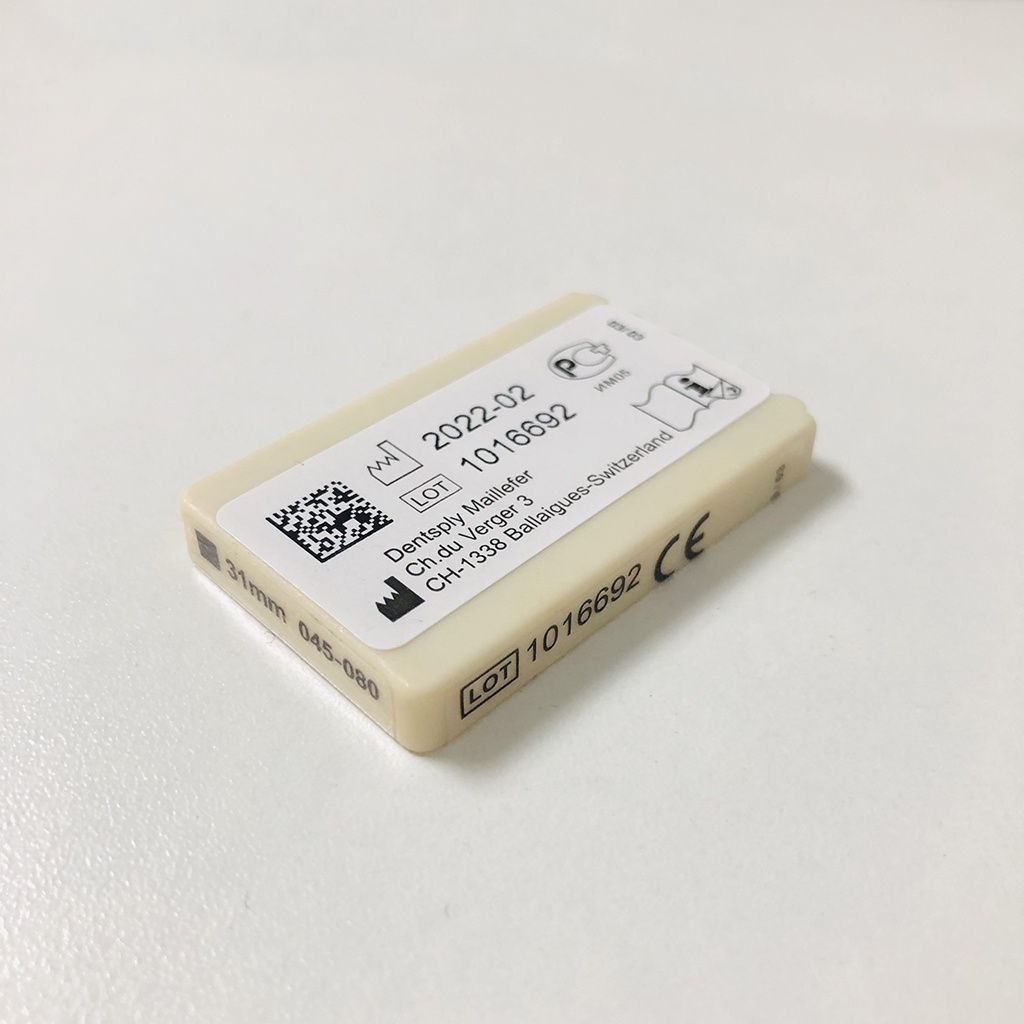 2022-02
LOT 1016692
Dentsply Maillefer
Ch.du Verger 3
CH-1338 Ballaigues-Switzerland
ИМ05
31mm 045-080
LOT 1016692 CE